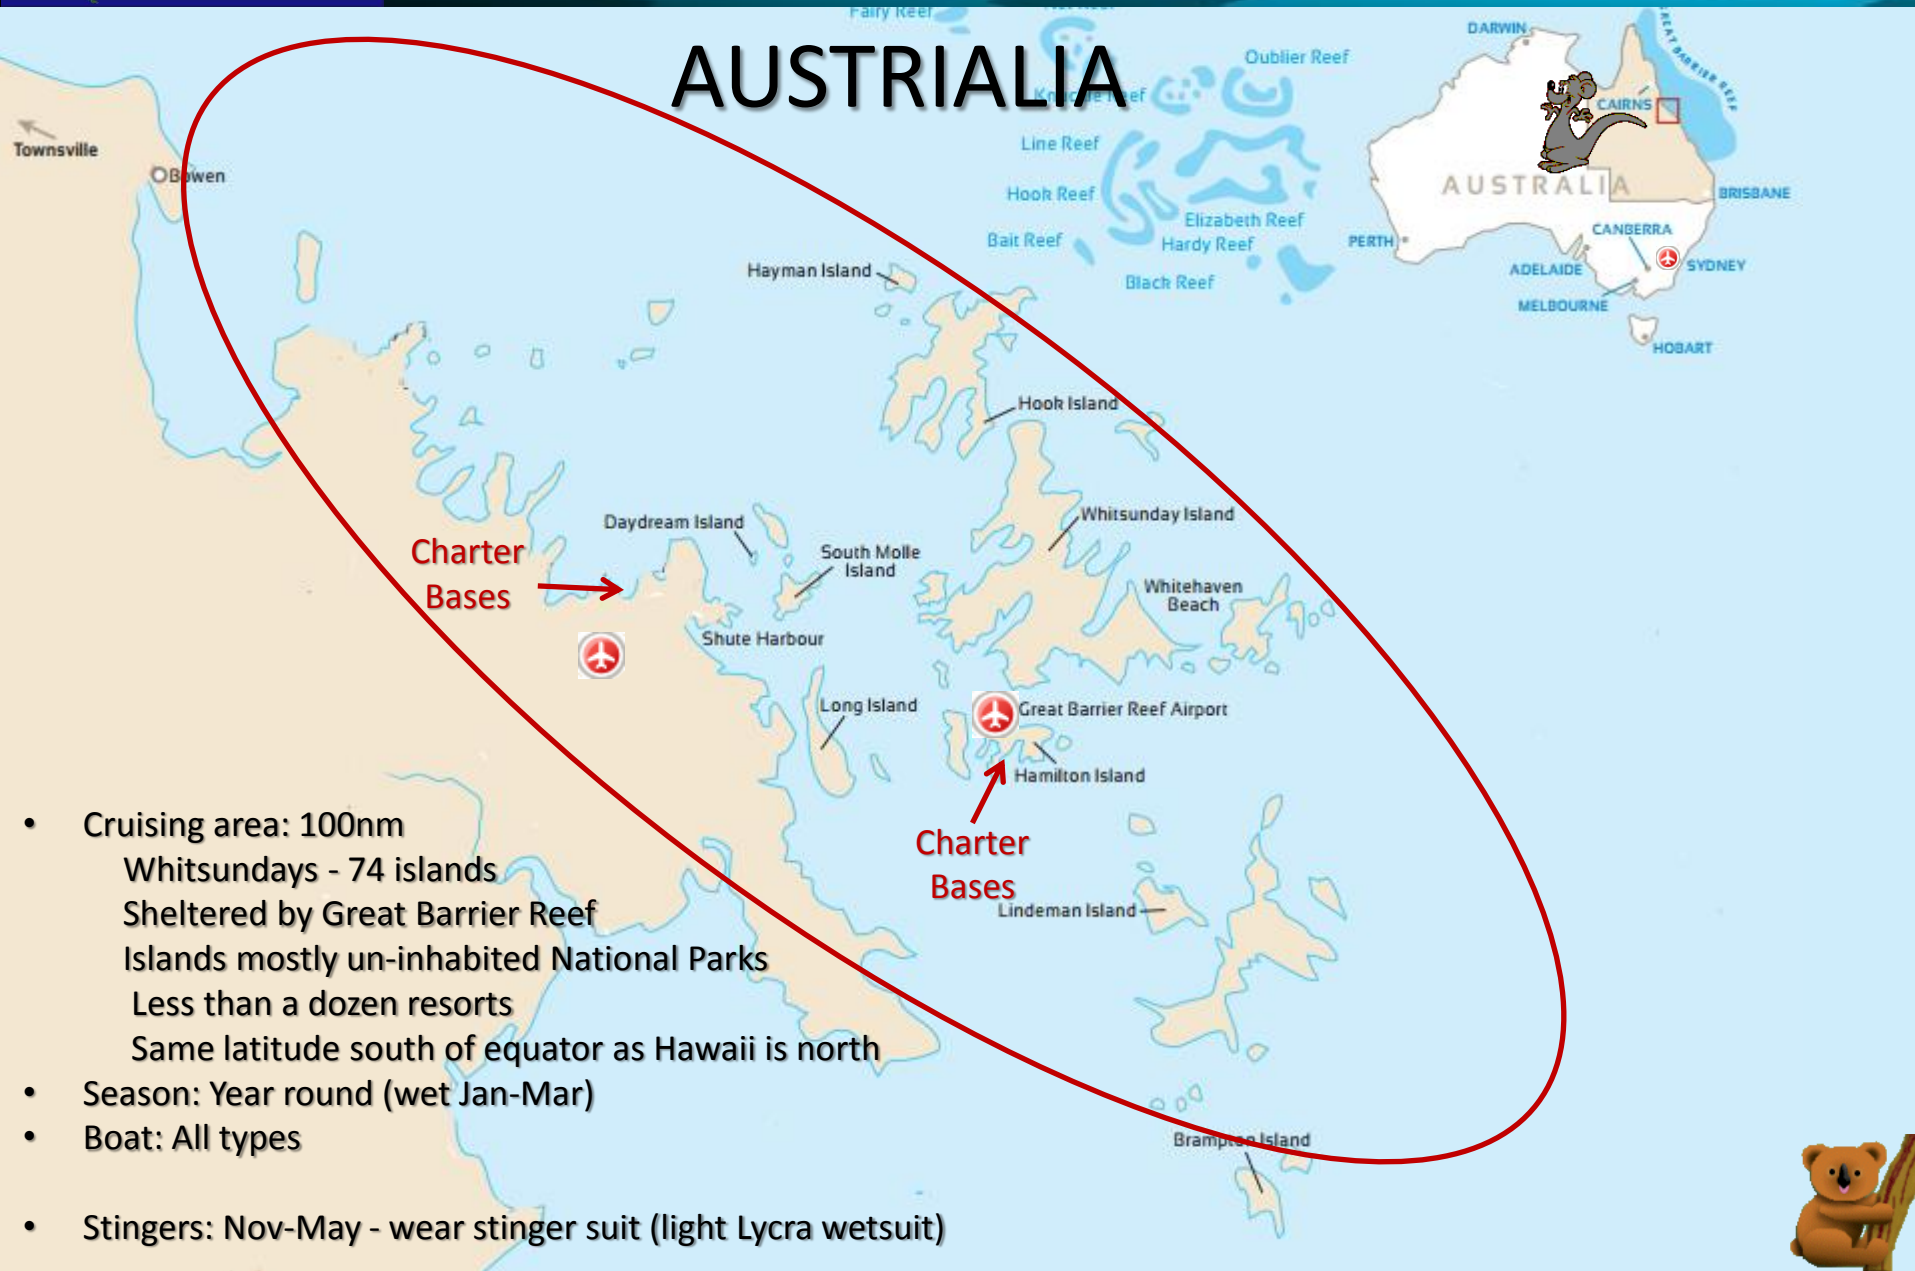 Fairy Reef
AUSTRIALIA
Oublier Reef
Knuckle Reef
Line Reef
Hook Reef
Elizabeth Reef
Bait Reef
Hardy Reef
Black Reef
DARWIN
GREAT BARRIER REEF
CAIRNS
AUSTRALIA
BRISBANE
CANBERRA
PERTH
ADELAIDE
SYDNEY
MELBOURNE
HOBART
Townsville
Bowen
Hayman Island
Hook Island
Whitsunday Island
Daydream Island
South Molle
Island
Charter
Bases
Whitehaven
Beach
Shute Harbour
Long Island
Great Barrier Reef Airport
Hamilton Island
Charter
Bases
Lindeman Island
Brampton Island
• Cruising area: 100nm
Whitsundays - 74 islands
Sheltered by Great Barrier Reef
Islands mostly un-inhabited National Parks
Less than a dozen resorts
Same latitude south of equator as Hawaii is north
• Season: Year round (wet Jan-Mar)
• Boat: All types
• Stingers: Nov-May - wear stinger suit (light Lycra wetsuit)